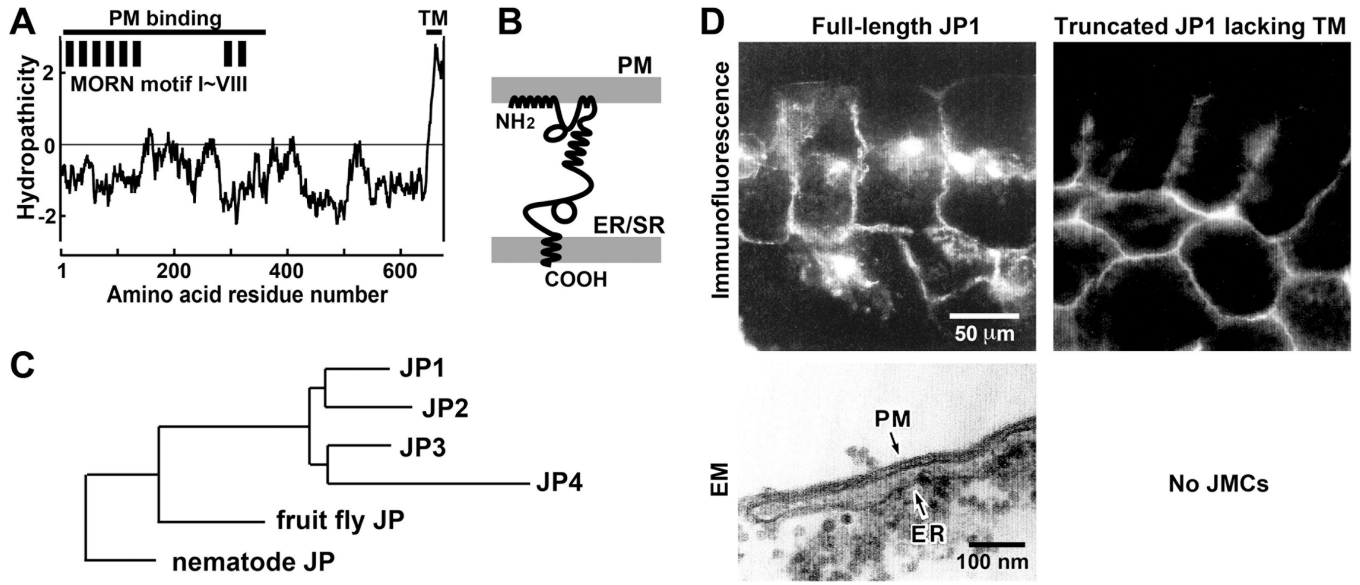 A
PM binding
TM
MORN motif I~VIII
Hydropathicity
2
0
-2
1
200
400
600
Amino acid residue number
B
PM
NH2
ER/SR
COOH
C
JP1
JP2
JP3
JP4
fruit fly JP
nematode JP
D
Full-length JP1
Truncated JP1 lacking TM
Immunofluorescence
50 μm
EM
PM
ER
100 nm
No JMCs